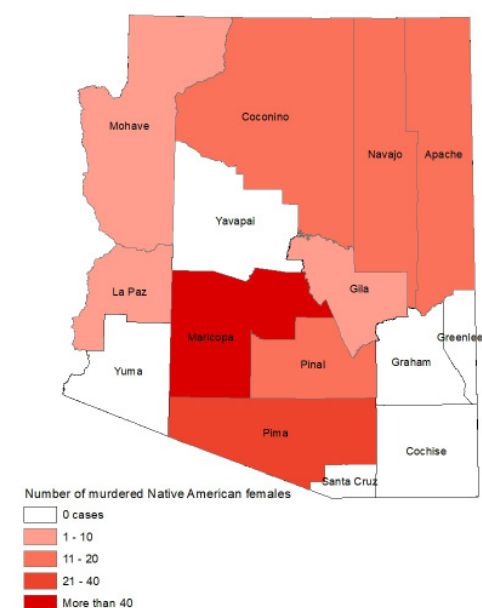 Mohave
Coconino
Navajo
Apache
Yavapai
La Paz
Gila
Maricopa
Greenlee
Yuma
Pinal
Graham
Pima
Cochise
Santa Cruz
Number of murdered Native American females
0 cases
1 - 10
11 - 20
21 - 40
More than 40